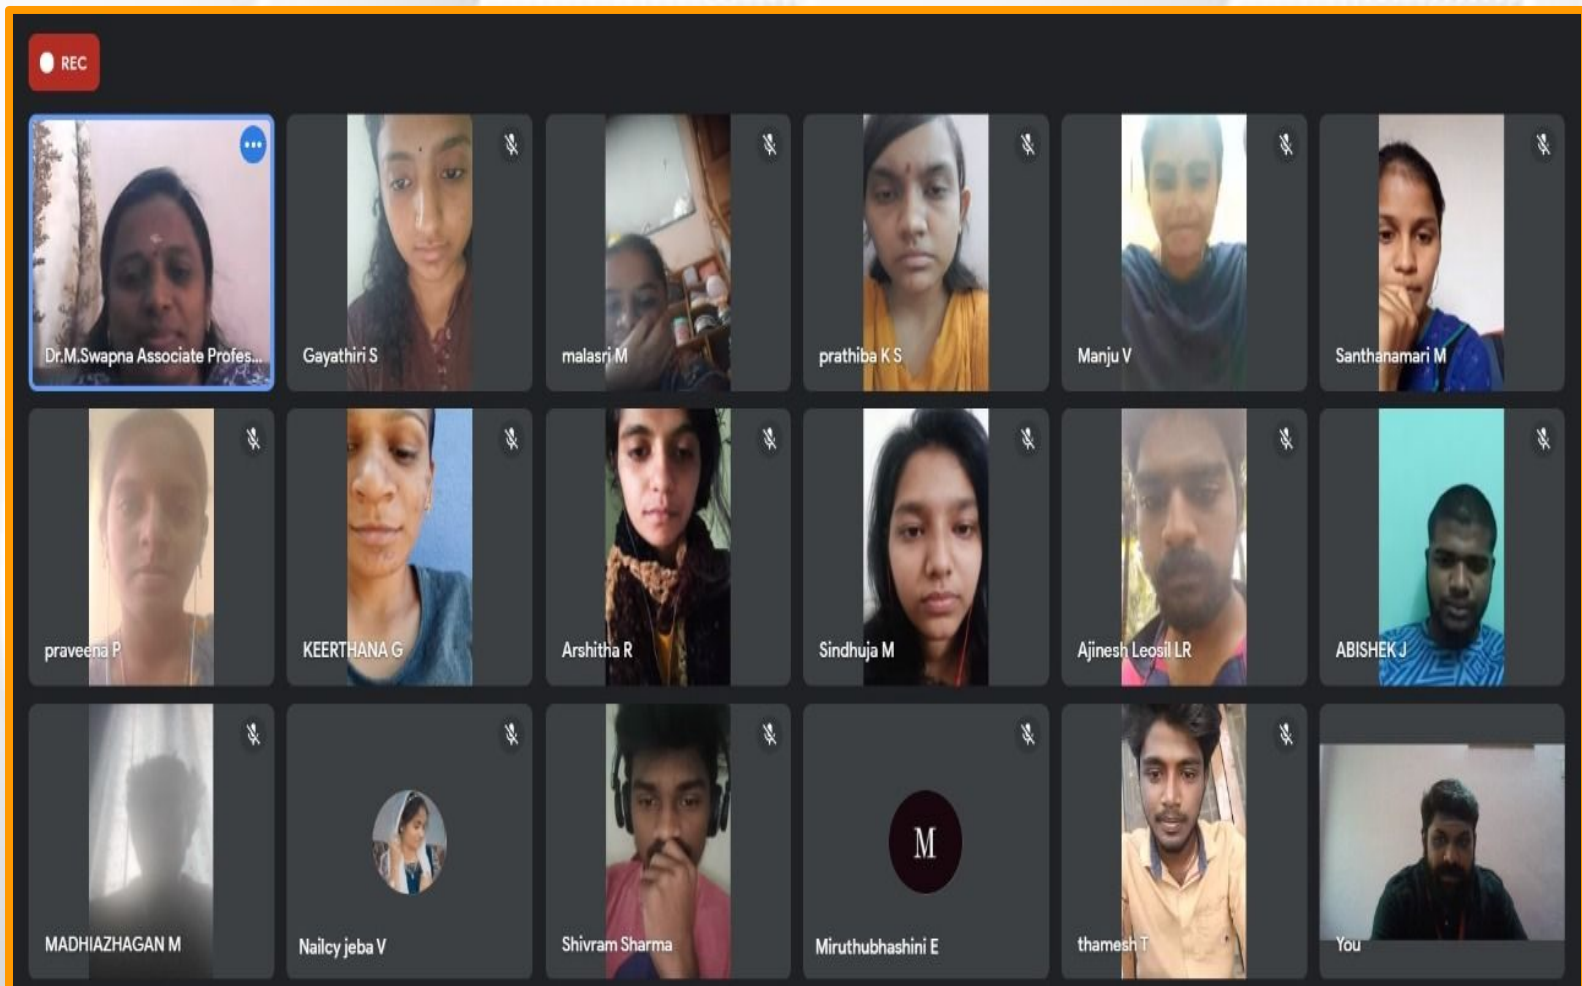 REC
Dr.M.Swapna Associate Profes...
Gayathiri S
malasri M
prathiba K S
Manju V
Santhanamari M
praveena P
KEERTHANA G
Arshitha R
Sindhuja M
Ajinesh Leosil LR
ABISHEK J
MADHIAZHAGAN M
Nailcy jeba V
Shivram Sharma
M
Miruthubhashini E
thamesh T
You